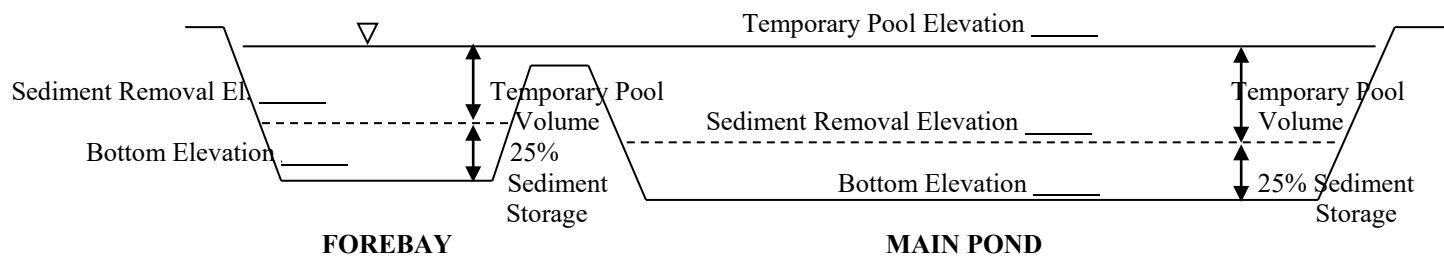 Temporary Pool Elevation _____
Sediment Removal El. _____
Temporary Pool
Volume
Sediment Removal Elevation _____
Temporary Pool
Volume
Bottom Elevation _____
25%
Sediment
Storage
Bottom Elevation _____
25% Sediment
Storage
FOREBAY
MAIN POND